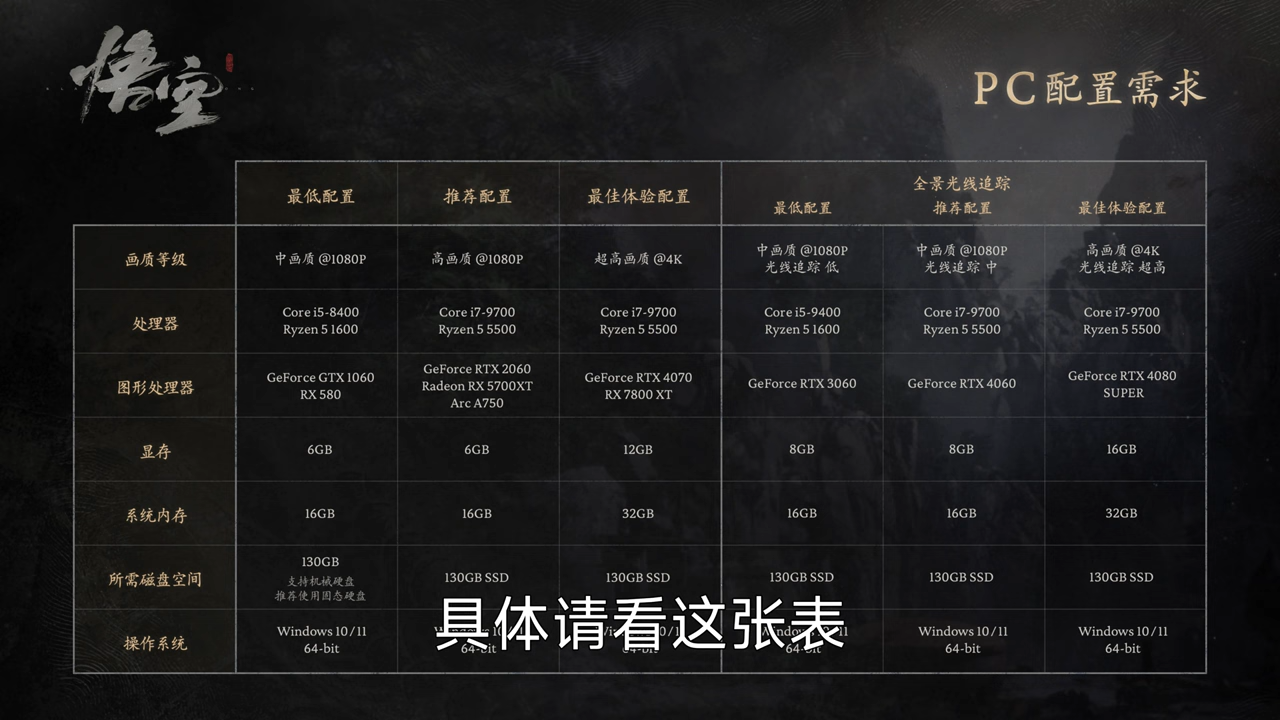 悟空
PC配置需求
最低配置 推荐配置 最佳体验配置 全景光线追踪
最低配置 推荐配置 最佳体验配置
画质等级 中画质 @1080P 高画质 @1080P 超高画质 @4K 中画质 @1080P 中画质 @1080P 高画质 @4K
光线追踪 低 光线追踪 中 光线追踪 超高
处理器 Core i5-8400 Core i7-9700 Core i7-9700 Core i5-9400 Core i7-9700 Core i7-9700
Ryzen 5 1600 Ryzen 5 5500 Ryzen 5 5500 Ryzen 5 1600 Ryzen 5 5500 Ryzen 5 5500
图形处理器 GeForce GTX 1060 GeForce RTX 2060 GeForce RTX 4070 GeForce RTX 3060 GeForce RTX 4060 GeForce RTX 4080
RX 580 Radeon RX 5700XT RX 7800 XT SUPER
Arc A750
显存 6GB 6GB 12GB 8GB 8GB 16GB
系统内存 16GB 16GB 32GB 16GB 16GB 32GB
所需磁盘空间 130GB 130GB SSD 130GB SSD 130GB SSD 130GB SSD 130GB SSD
支持机械硬盘
推荐使用固态硬盘
具体请看这张表
操作系统 Windows 10/11 Windows 10/11 Windows 10/11
64-bit 64-bit 64-bit 64-bit 64-bit 64-bit